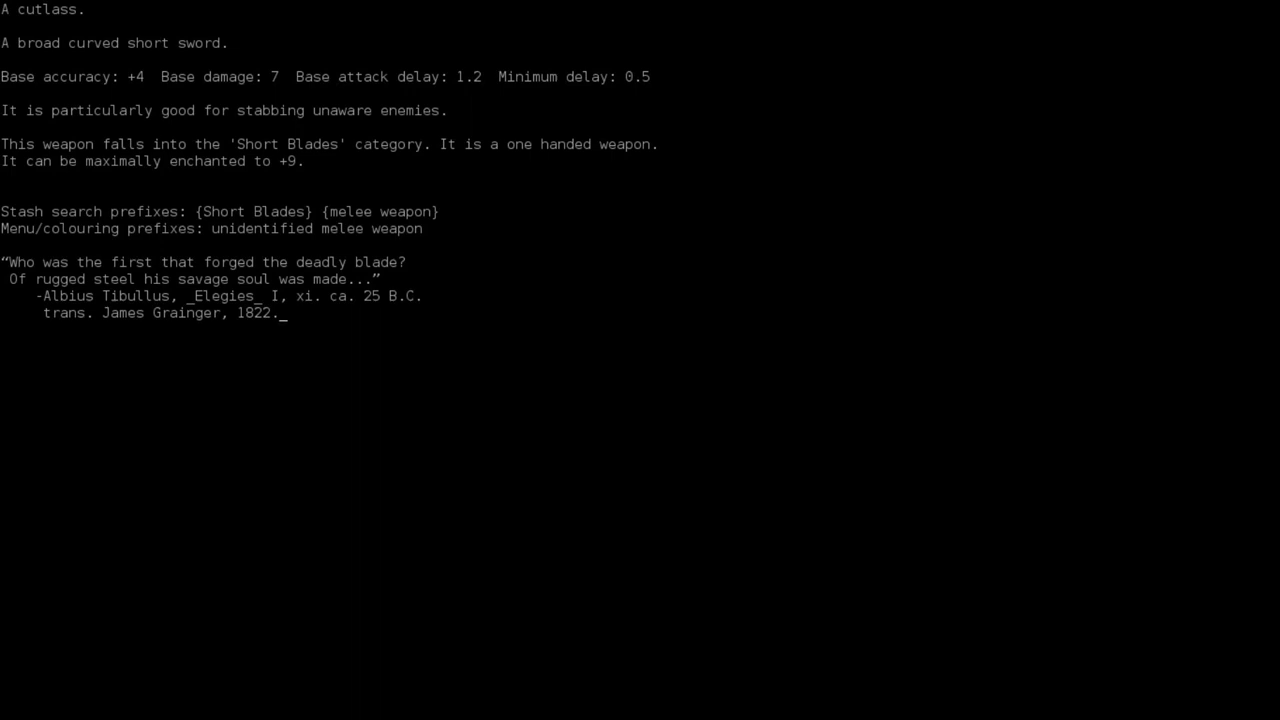 A cutlass.
A broad curved short sword.
Base accuracy: +4  Base damage: 7  Base attack delay: 1.2  Minimum delay: 0.5
It is particularly good for stabbing unaware enemies.
This weapon falls into the 'Short Blades' category. It is a one handed weapon.
It can be maximally enchanted to +9.
Stash search prefixes: {Short Blades} {melee weapon}
Menu/colouring prefixes: unidentified melee weapon
“Who was the first that forged the deadly blade?
Of rugged steel his savage soul was made...”
-Albius Tibullus, _Elegies_ I, xi. ca. 25 B.C.
trans. James Grainger, 1822._